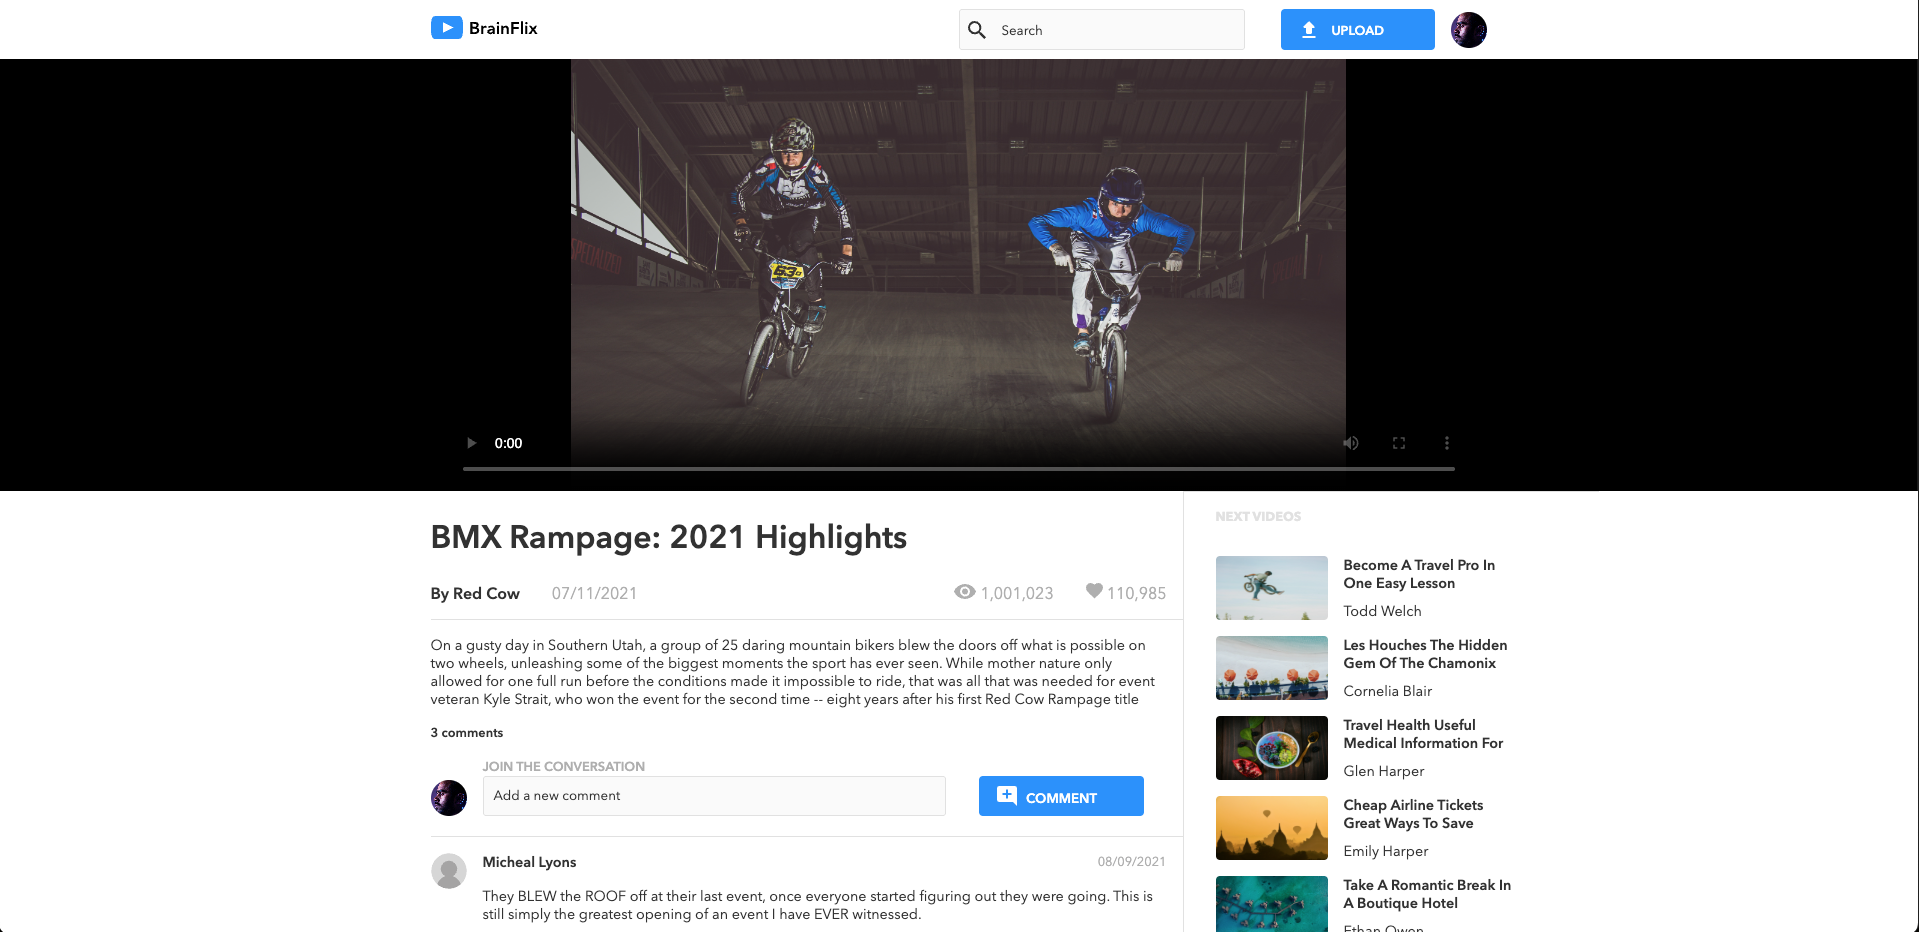 BrainFlix
Search
UPLOAD
SPECIALIZED
0:00
BMX Rampage: 2021 Highlights
By Red Cow 07/11/2021 1,001,023 110,985
On a gusty day in Southern Utah, a group of 25 daring mountain bikers blew the doors off what is possible on
two wheels, unleashing some of the biggest moments the sport has ever seen. While mother nature only
allowed for one full run before the conditions made it impossible to ride, that was all that was needed for event
veteran Kyle Strait, who won the event for the second time -- eight years after his first Red Cow Rampage title
3 comments
JOIN THE CONVERSATION
Add a new comment
COMMENT
Micheal Lyons 08/09/2021
They BLEW the ROOF off at their last event, once everyone started figuring out they were going. This is
still simply the greatest opening of an event I have EVER witnessed.
NEXT VIDEOS
Become A Travel Pro In
One Easy Lesson
Todd Welch
Les Houches The Hidden
Gem Of The Chamonix
Cornelia Blair
Travel Health Useful
Medical Information For
Glen Harper
Cheap Airline Tickets
Great Ways To Save
Emily Harper
Take A Romantic Break In
A Boutique Hotel
Ethan Owen